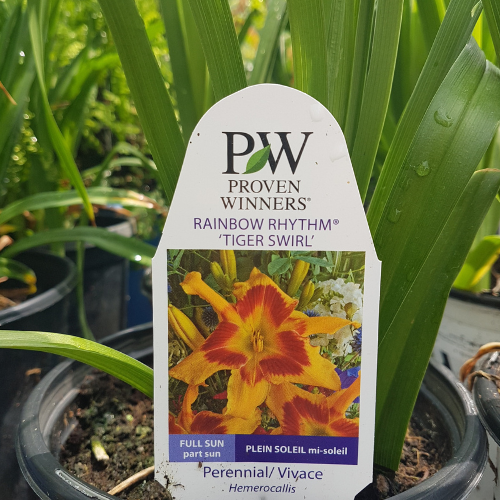 PW
PROVEN
WINNERS®
RAINBOW RHYTHM®
'TIGER SWIRL'
FULL SUN
part sun
PLEIN SOLEIL mi-soleil
Perennial/ Vivace
Hemerocallis